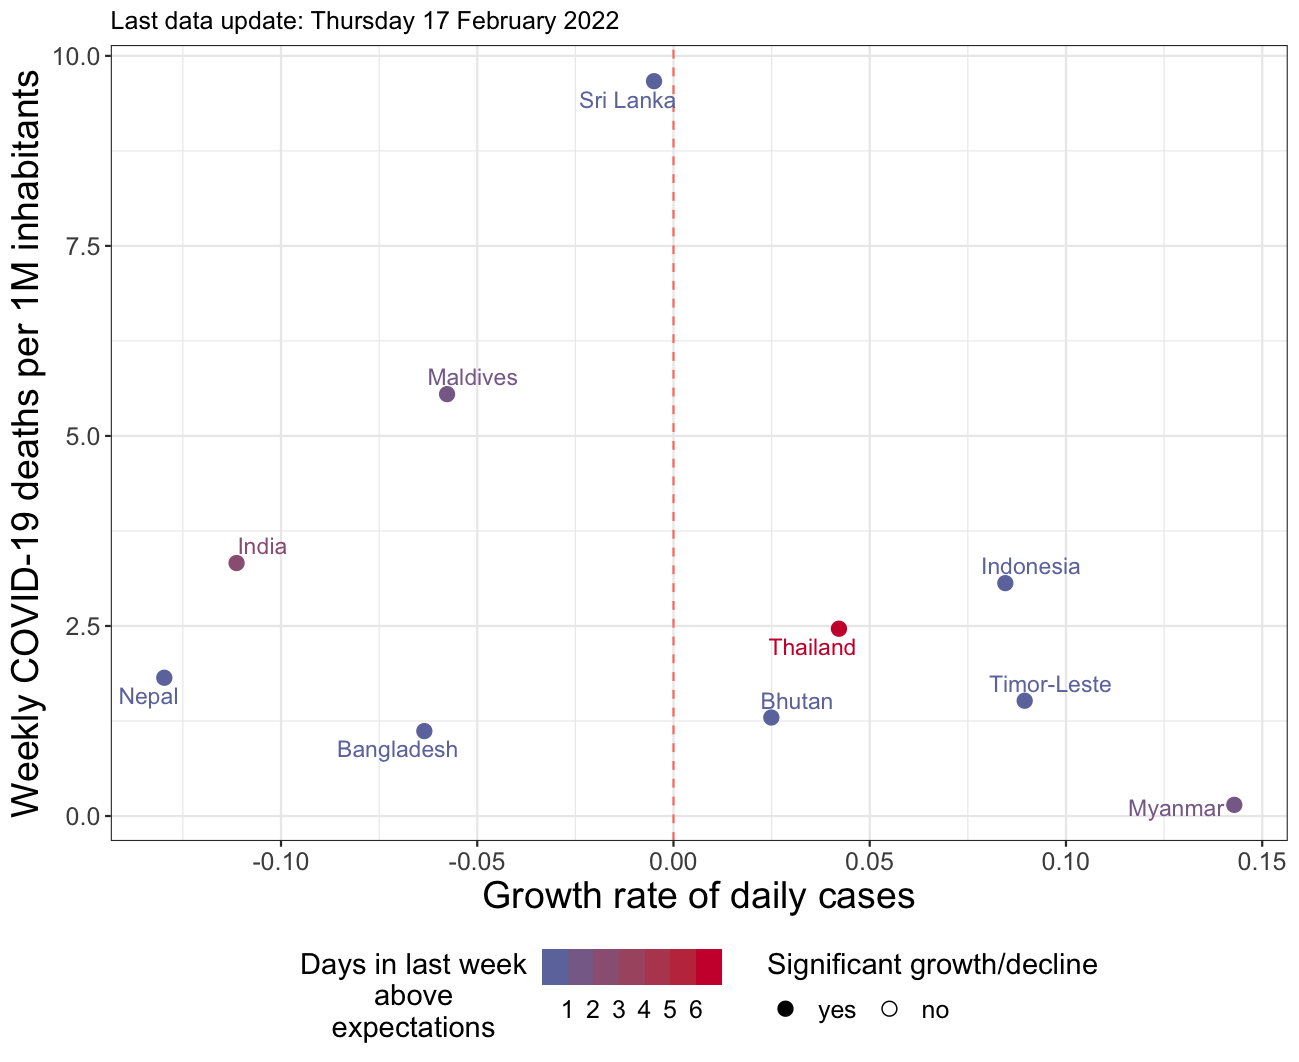 Last data update: Thursday 17 February 2022
Weekly COVID-19 deaths per 1M inhabitants
10.0
7.5
5.0
2.5
0.0
Sri Lanka
Maldives
India
Indonesia
Thailand
Timor-Leste
Nepal
Bhutan
Bangladesh
Myanmar
-0.10 -0.05 0.00 0.05 0.10 0.15
Growth rate of daily cases
Days in last week
above
expectations
1 2 3 4 5 6
Significant growth/decline
yes no